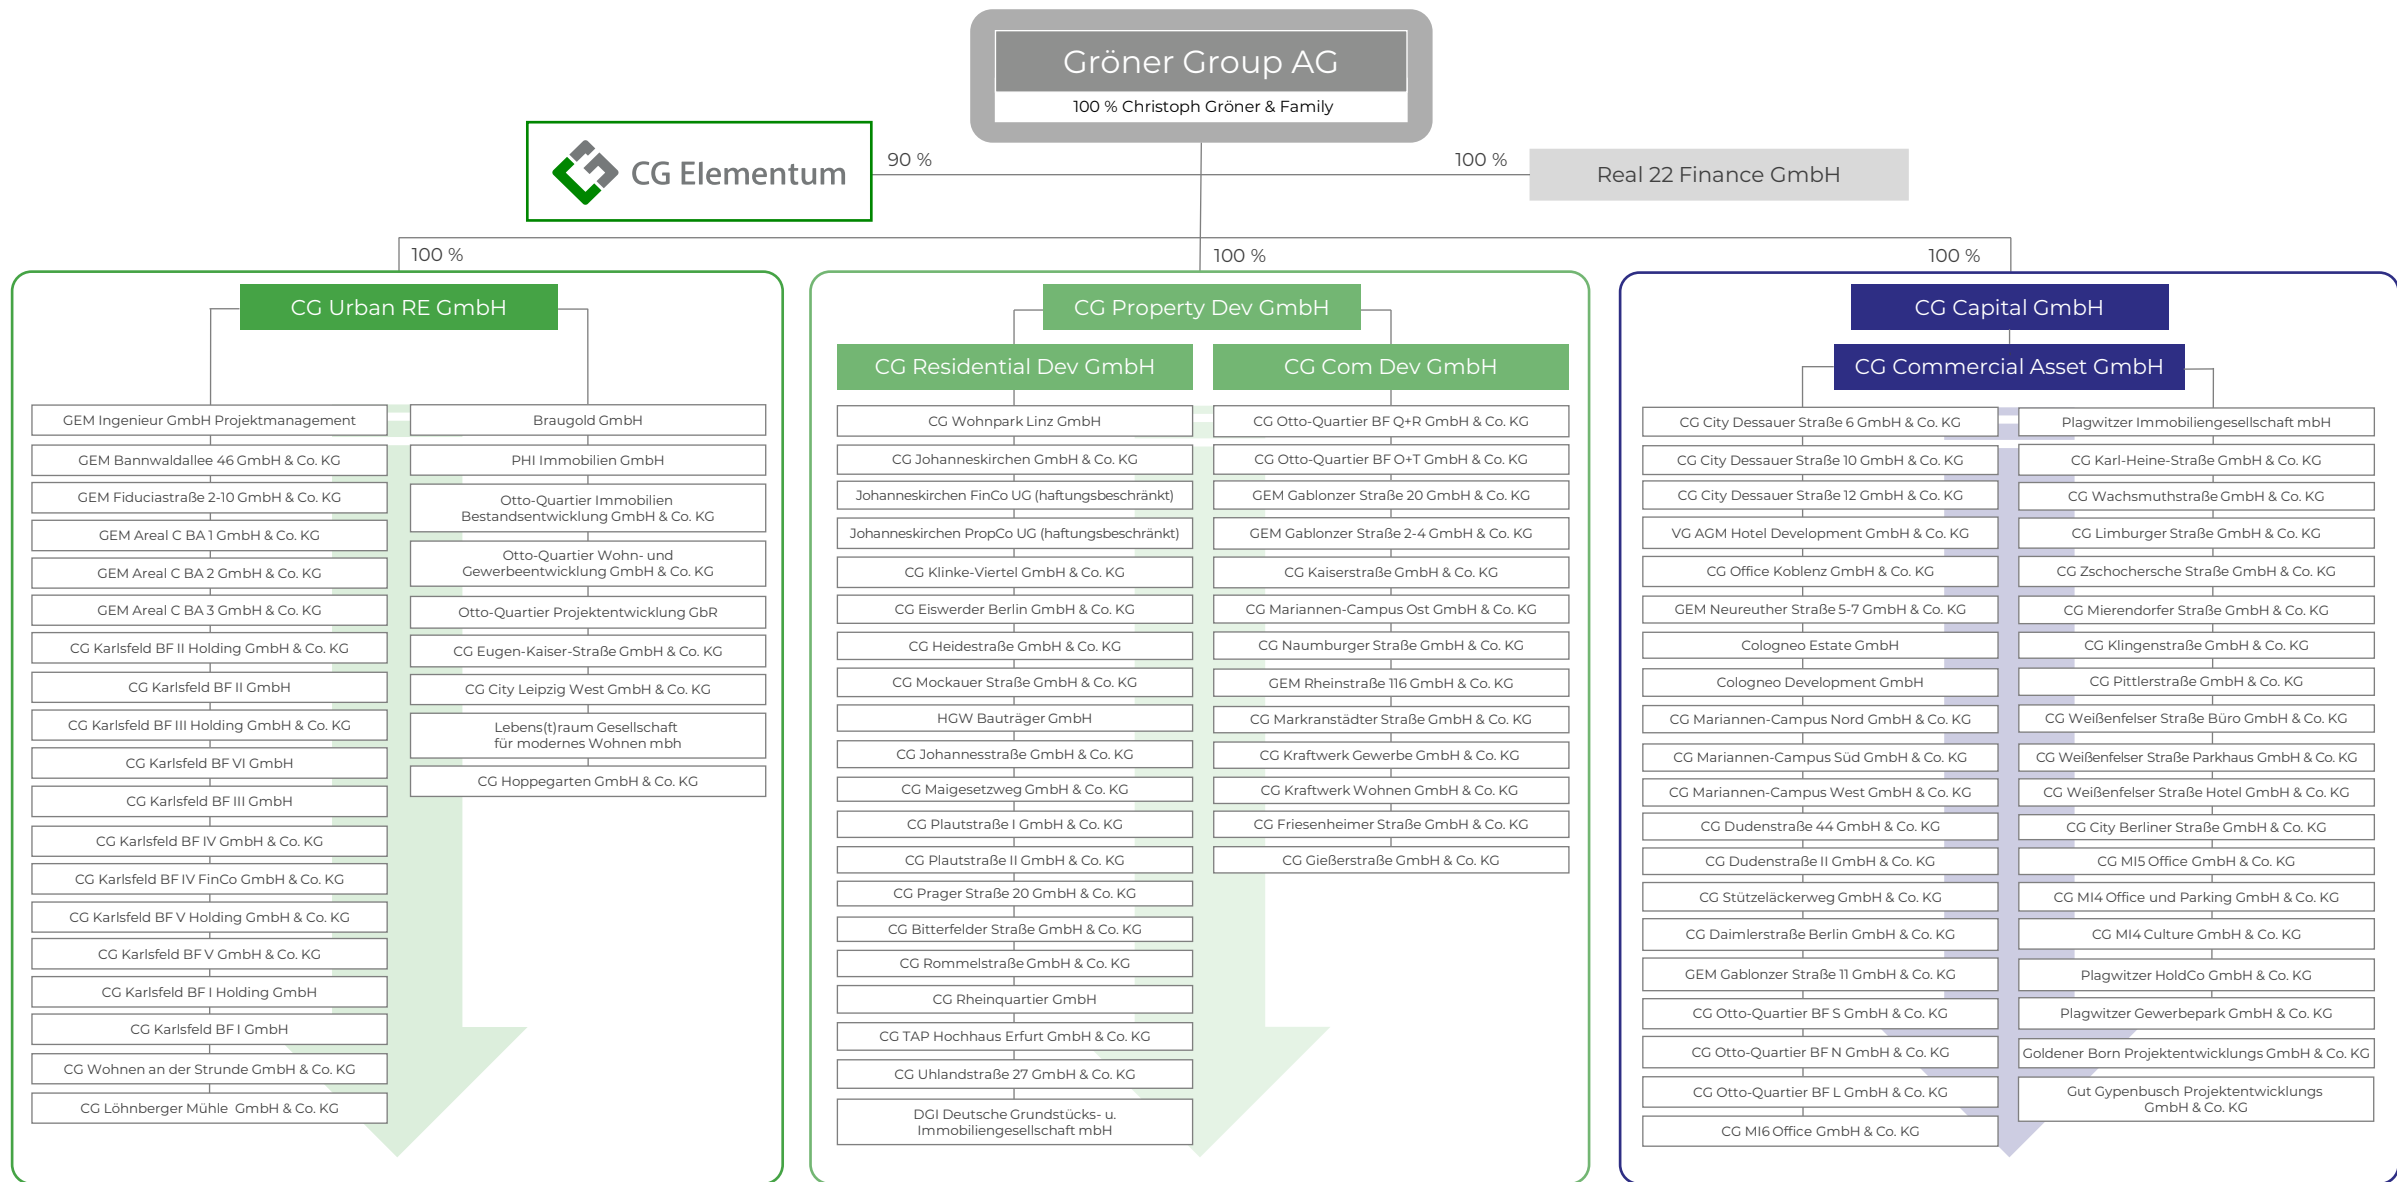 Gröner Group AG
100 % Christoph Gröner & Family
CG Elementum
90 %
100 %
Real 22 Finance GmbH
100 %
100 %
100 %
CG Urban RE GmbH
GEM Ingenieur GmbH Projektmanagement
GEM Bannwaldallee 46 GmbH & Co. KG
GEM Fiduciastraße 2-10 GmbH & Co. KG
GEM Areal C BA 1 GmbH & Co. KG
GEM Areal C BA 2 GmbH & Co. KG
GEM Areal C BA 3 GmbH & Co. KG
CG Karlsfeld BF II Holding GmbH & Co. KG
CG Karlsfeld BF II GmbH
CG Karlsfeld BF III Holding GmbH & Co. KG
CG Karlsfeld BF VI GmbH
CG Karlsfeld BF III GmbH
CG Karlsfeld BF IV GmbH & Co. KG
CG Karlsfeld BF IV FinCo GmbH & Co. KG
CG Karlsfeld BF V Holding GmbH & Co. KG
CG Karlsfeld BF V GmbH & Co. KG
CG Karlsfeld BF I Holding GmbH
CG Karlsfeld BF I GmbH
CG Wohnen an der Strunde GmbH & Co. KG
CG Löhnberger Mühle GmbH & Co. KG
Braugold GmbH
PHI Immobilien GmbH
Otto-Quartier Immobilien
Bestandsentwicklung GmbH & Co. KG
Otto-Quartier Wohn- und
Gewerbeentwicklung GmbH & Co. KG
Otto-Quartier Projektentwicklung GbR
CG Eugen-Kaiser-Straße GmbH & Co. KG
CG City Leipzig West GmbH & Co. KG
Lebens(t)raum Gesellschaft
für modernes Wohnen mbh
CG Hoppegarten GmbH & Co. KG
CG Property Dev GmbH
CG Residential Dev GmbH
CG Wohnpark Linz GmbH
CG Johanneskirchen GmbH & Co. KG
Johanneskirchen FinCo UG (haftungsbeschränkt)
Johanneskirchen PropCo UG (haftungsbeschränkt)
CG Klinke-Viertel GmbH & Co. KG
CG Eiswerder Berlin GmbH & Co. KG
CG Heidestraße GmbH & Co. KG
CG Mockauer Straße GmbH & Co. KG
HGW Bauträger GmbH
CG Johannesstraße GmbH & Co. KG
CG Maigesetzweg GmbH & Co. KG
CG Plautstraße I GmbH & Co. KG
CG Plautstraße II GmbH & Co. KG
CG Prager Straße 20 GmbH & Co. KG
CG Bitterfelder Straße GmbH & Co. KG
CG Rommelstraße GmbH & Co. KG
CG Rheinquartier GmbH
CG TAP Hochhaus Erfurt GmbH & Co. KG
CG Uhlandstraße 27 GmbH & Co. KG
DGI Deutsche Grundstücks- u.
Immobiliengesellschaft mbH
CG Com Dev GmbH
CG Otto-Quartier BF Q+R GmbH & Co. KG
CG Otto-Quartier BF O+T GmbH & Co. KG
GEM Gablonzer Straße 20 GmbH & Co. KG
GEM Gablonzer Straße 2-4 GmbH & Co. KG
CG Kaiserstraße GmbH & Co. KG
CG Mariannen-Campus Ost GmbH & Co. KG
CG Naumburger Straße GmbH & Co. KG
GEM Rheinstraße 116 GmbH & Co. KG
CG Markranstädter Straße GmbH & Co. KG
CG Kraftwerk Gewerbe GmbH & Co. KG
CG Kraftwerk Wohnen GmbH & Co. KG
CG Friesenheimer Straße GmbH & Co. KG
CG Gießerstraße GmbH & Co. KG
CG Capital GmbH
CG Commercial Asset GmbH
CG City Dessauer Straße 6 GmbH & Co. KG
CG City Dessauer Straße 10 GmbH & Co. KG
CG City Dessauer Straße 12 GmbH & Co. KG
VG AGM Hotel Development GmbH & Co. KG
CG Office Koblenz GmbH & Co. KG
GEM Neureuther Straße 5-7 GmbH & Co. KG
Cologneo Estate GmbH
Cologneo Development GmbH
CG Mariannen-Campus Nord GmbH & Co. KG
CG Mariannen-Campus Süd GmbH & Co. KG
CG Mariannen-Campus West GmbH & Co. KG
CG Dudenstraße 44 GmbH & Co. KG
CG Dudenstraße II GmbH & Co. KG
CG Stützeläckerweg GmbH & Co. KG
CG Daimlerstraße Berlin GmbH & Co. KG
GEM Gablonzer Straße 11 GmbH & Co. KG
CG Otto-Quartier BF S GmbH & Co. KG
CG Otto-Quartier BF N GmbH & Co. KG
CG Otto-Quartier BF L GmbH & Co. KG
CG MI6 Office GmbH & Co. KG
Plagwitzer Immobiliengesellschaft mbH
CG Karl-Heine-Straße GmbH & Co. KG
CG Wachsmuthstraße GmbH & Co. KG
CG Limburger Straße GmbH & Co. KG
CG Zschochersche Straße GmbH & Co. KG
CG Mierendorfer Straße GmbH & Co. KG
CG Klingenstraße GmbH & Co. KG
CG Pittlerstraße GmbH & Co. KG
CG Weißenfelser Straße Büro GmbH & Co. KG
CG Weißenfelser Straße Parkhaus GmbH & Co. KG
CG Weißenfelser Straße Hotel GmbH & Co. KG
CG City Berliner Straße GmbH & Co. KG
CG MI5 Office GmbH & Co. KG
CG MI4 Office und Parking GmbH & Co. KG
CG MI4 Culture GmbH & Co. KG
Plagwitzer HoldCo GmbH & Co. KG
Plagwitzer Gewerbepark GmbH & Co. KG
Goldener Born Projektentwicklungs GmbH & Co. KG
Gut Gypenbusch Projektentwicklungs
GmbH & Co. KG